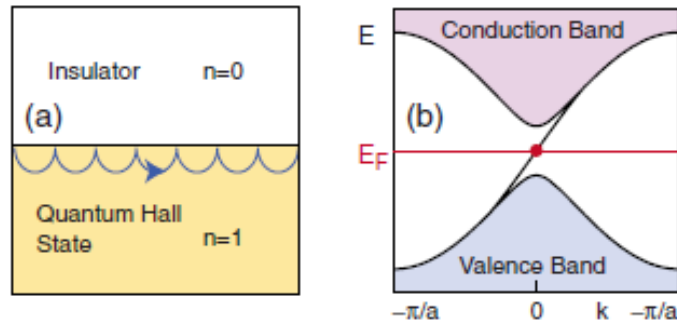 Insulator n=0
(a)
Quantum Hall
State n=1
E
Conduction Band
(b)
E_F
Valence Band
−π/a 0 k −π/a